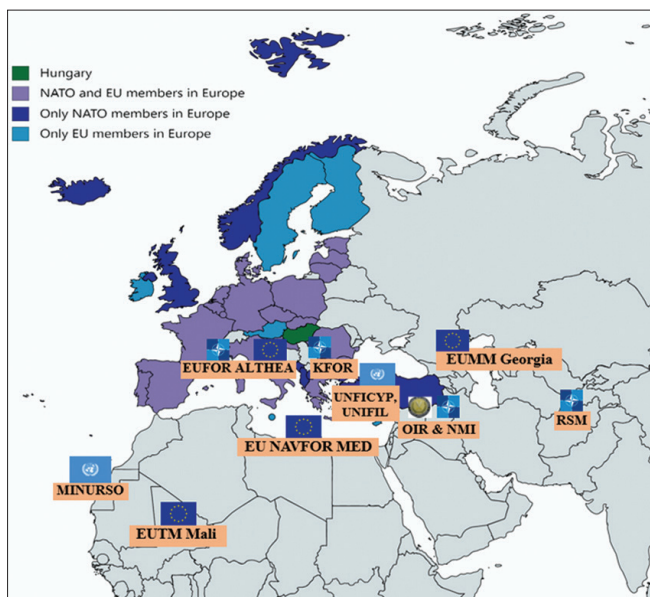 Hungary
NATO and EU members in Europe
Only NATO members in Europe
Only EU members in Europe
EUMM Georgia
EUFOR ALTHEA
KFOR
UNFICYP,
UNIFIL
OIR & NMI
RSM
EU NAVFOR MED
MINURSO
EUTM Mali